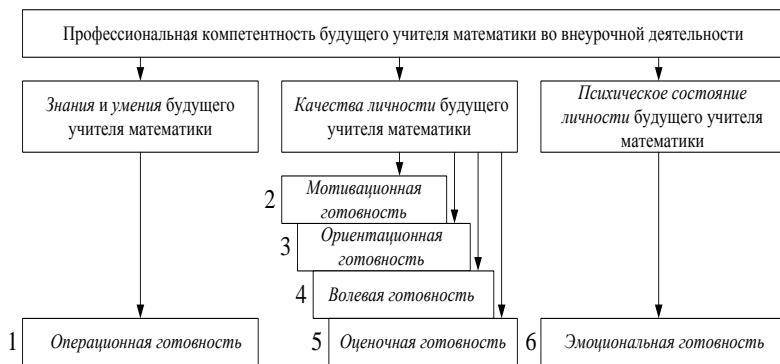 Профессиональная компетентность будущего учителя математики во внеурочной деятельности
Знания и умения будущего
учителя математики
Качества личности будущего
учителя математики
Психическое состояние
личности будущего учителя
математики
2
Мотивационная
готовность
3
Ориентационная
готовность
4
Волевая готовность
1
Операционная готовность
5
Оценочная готовность
6
Эмоциональная готовность